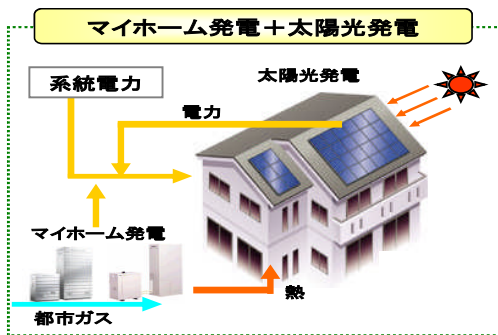 マイホーム発電＋太陽光発電
系統電力
太陽光発電
電力
マイホーム発電
熱
都市ガス